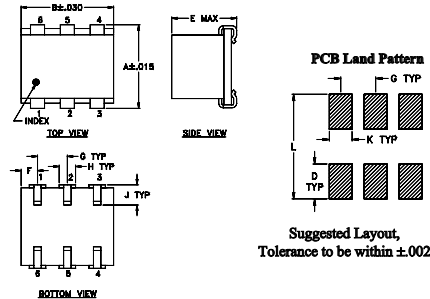 B±.030
6 5 4
A±.015
INDEX
1 2 3
TOP VIEW
E MAX
SIDE VIEW
PCB Land Pattern
G TYP
K TYP
L
D TYP
Suggested Layout,
Tolerance to be within ±.002
G TYP
H TYP
F
1 2 3
J TYP
6 5 4
BOTTOM VIEW